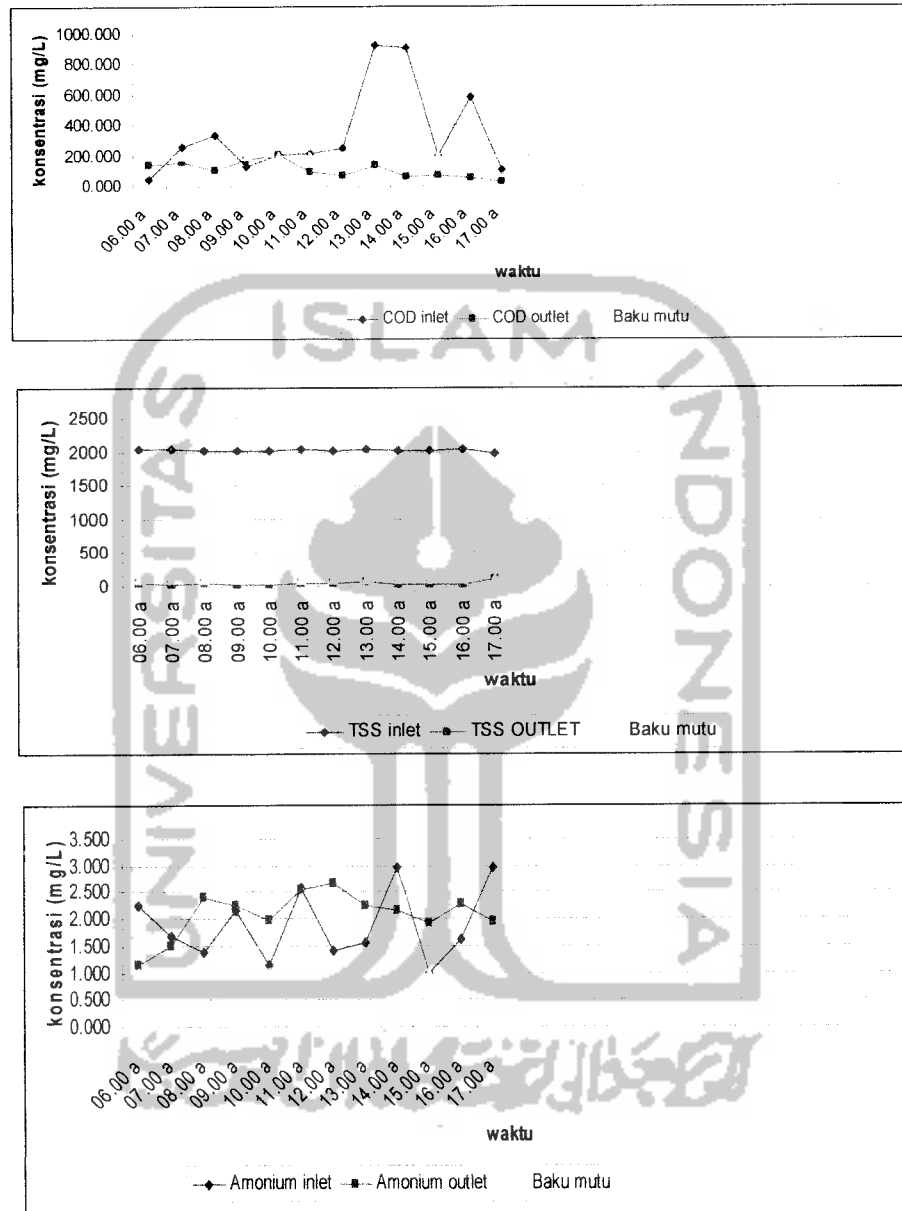 konsentrasi (mg/L)
1000.000
800.000
600.000
400.000
200.000
0.000
06.00 a
07.00 a
08.00 a
09.00 a
10.00 a
11.00 a
12.00 a
13.00 a
14.00 a
15.00 a
16.00 a
17.00 a
waktu
COD inlet COD outlet Baku mutu
konsentrasi (mg/L)
2500
2000
1500
1000
500
0
06.00 a
07.00 a
08.00 a
09.00 a
10.00 a
11.00 a
12.00 a
13.00 a
14.00 a
15.00 a
16.00 a
17.00 a
waktu
TSS inlet TSS OUTLET Baku mutu
konsentrasi (mg/L)
3.500
3.000
2.500
2.000
1.500
1.000
0.500
0.000
06.00 a
07.00 a
08.00 a
09.00 a
10.00 a
11.00 a
12.00 a
13.00 a
14.00 a
15.00 a
16.00 a
17.00 a
waktu
Amonium inlet Amonium outlet Baku mutu
UNIVERSITAS
ISLAM
INDONESIA